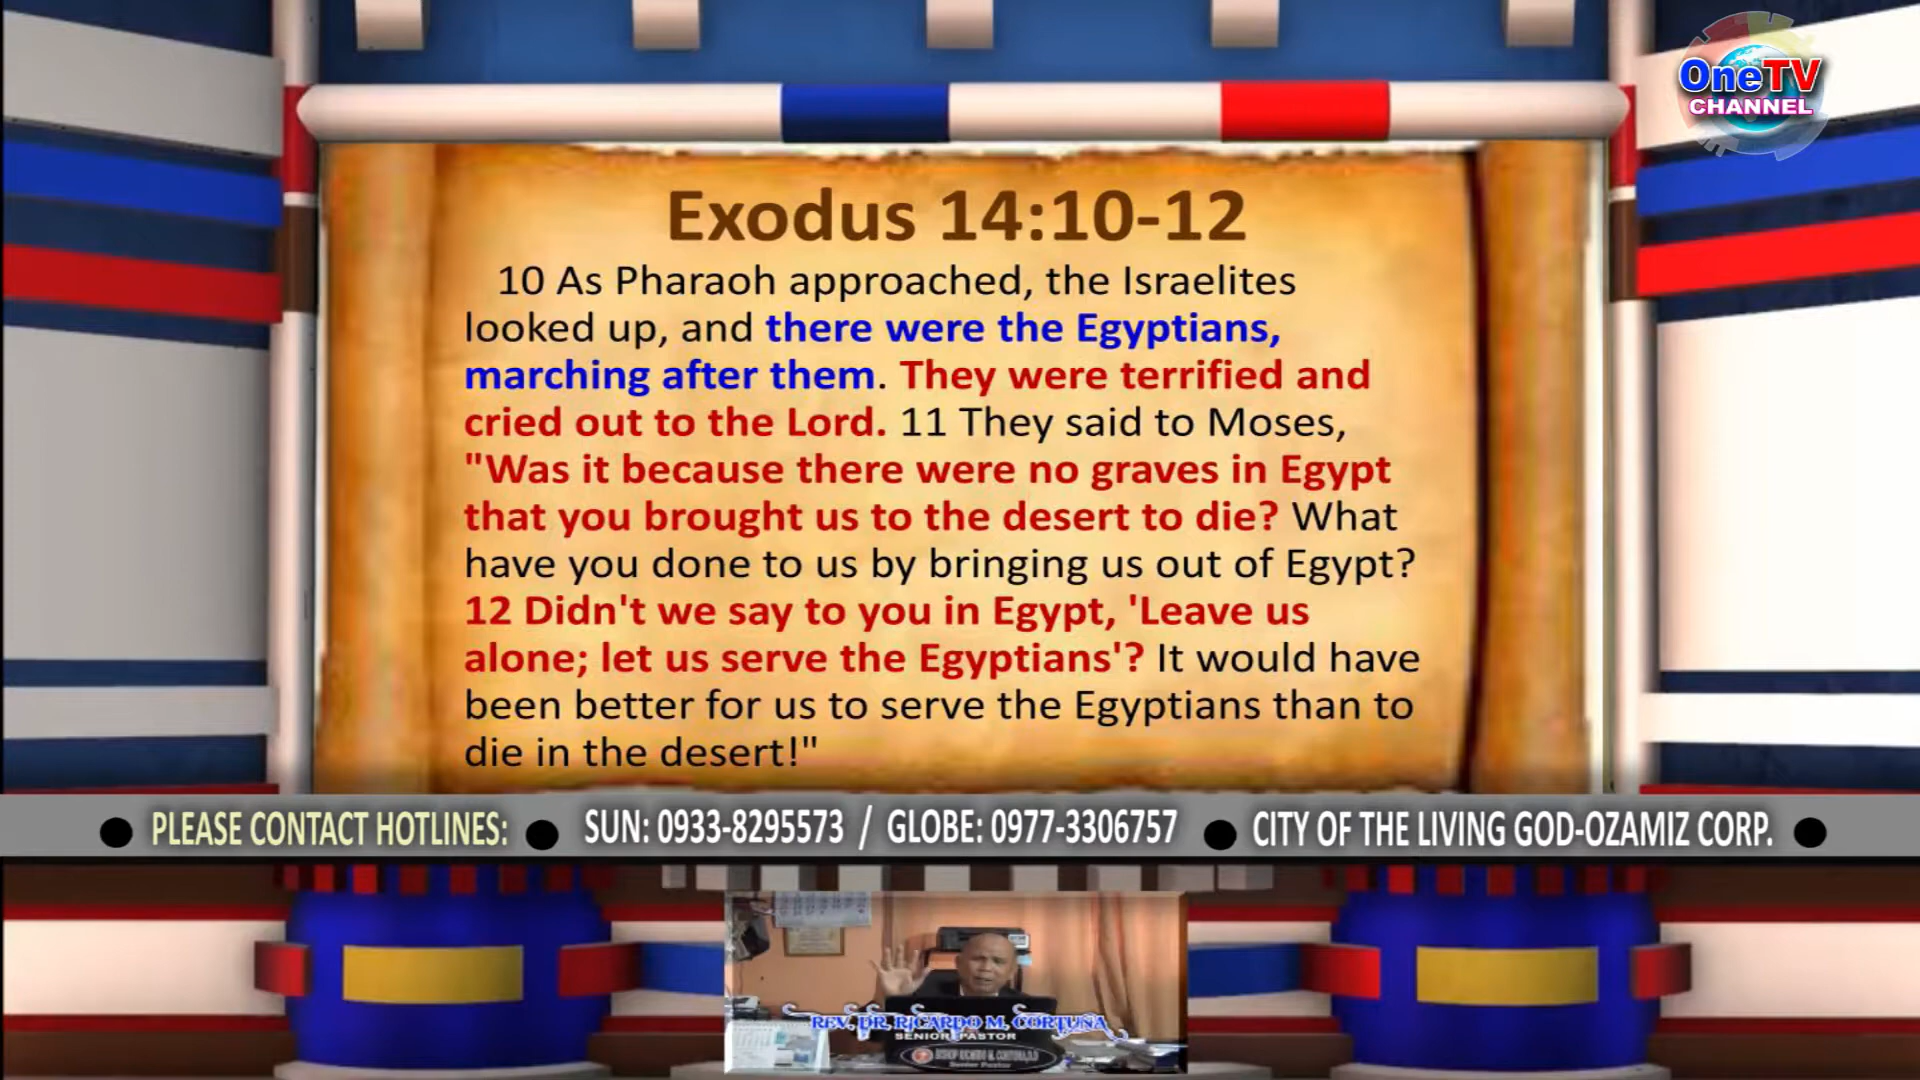 OneTV
CHANNEL
Exodus 14:10-12
10 As Pharaoh approached, the Israelites
looked up, and there were the Egyptians,
marching after them. They were terrified and
cried out to the Lord. 11 They said to Moses,
"Was it because there were no graves in Egypt
that you brought us to the desert to die? What
have you done to us by bringing us out of Egypt?
12 Didn't we say to you in Egypt, 'Leave us
alone; let us serve the Egyptians'? It would have
been better for us to serve the Egyptians than to
die in the desert!"
PLEASE CONTACT HOTLINES: SUN: 0933-8295573 / GLOBE: 0977-3306757 CITY OF THE LIVING GOD-OZAMIZ CORP.
REV. DR. RICARDO M. CORTUNA
SENIOR PASTOR
BISHOP RICARDO M. CORTUNA
Senior Pastor